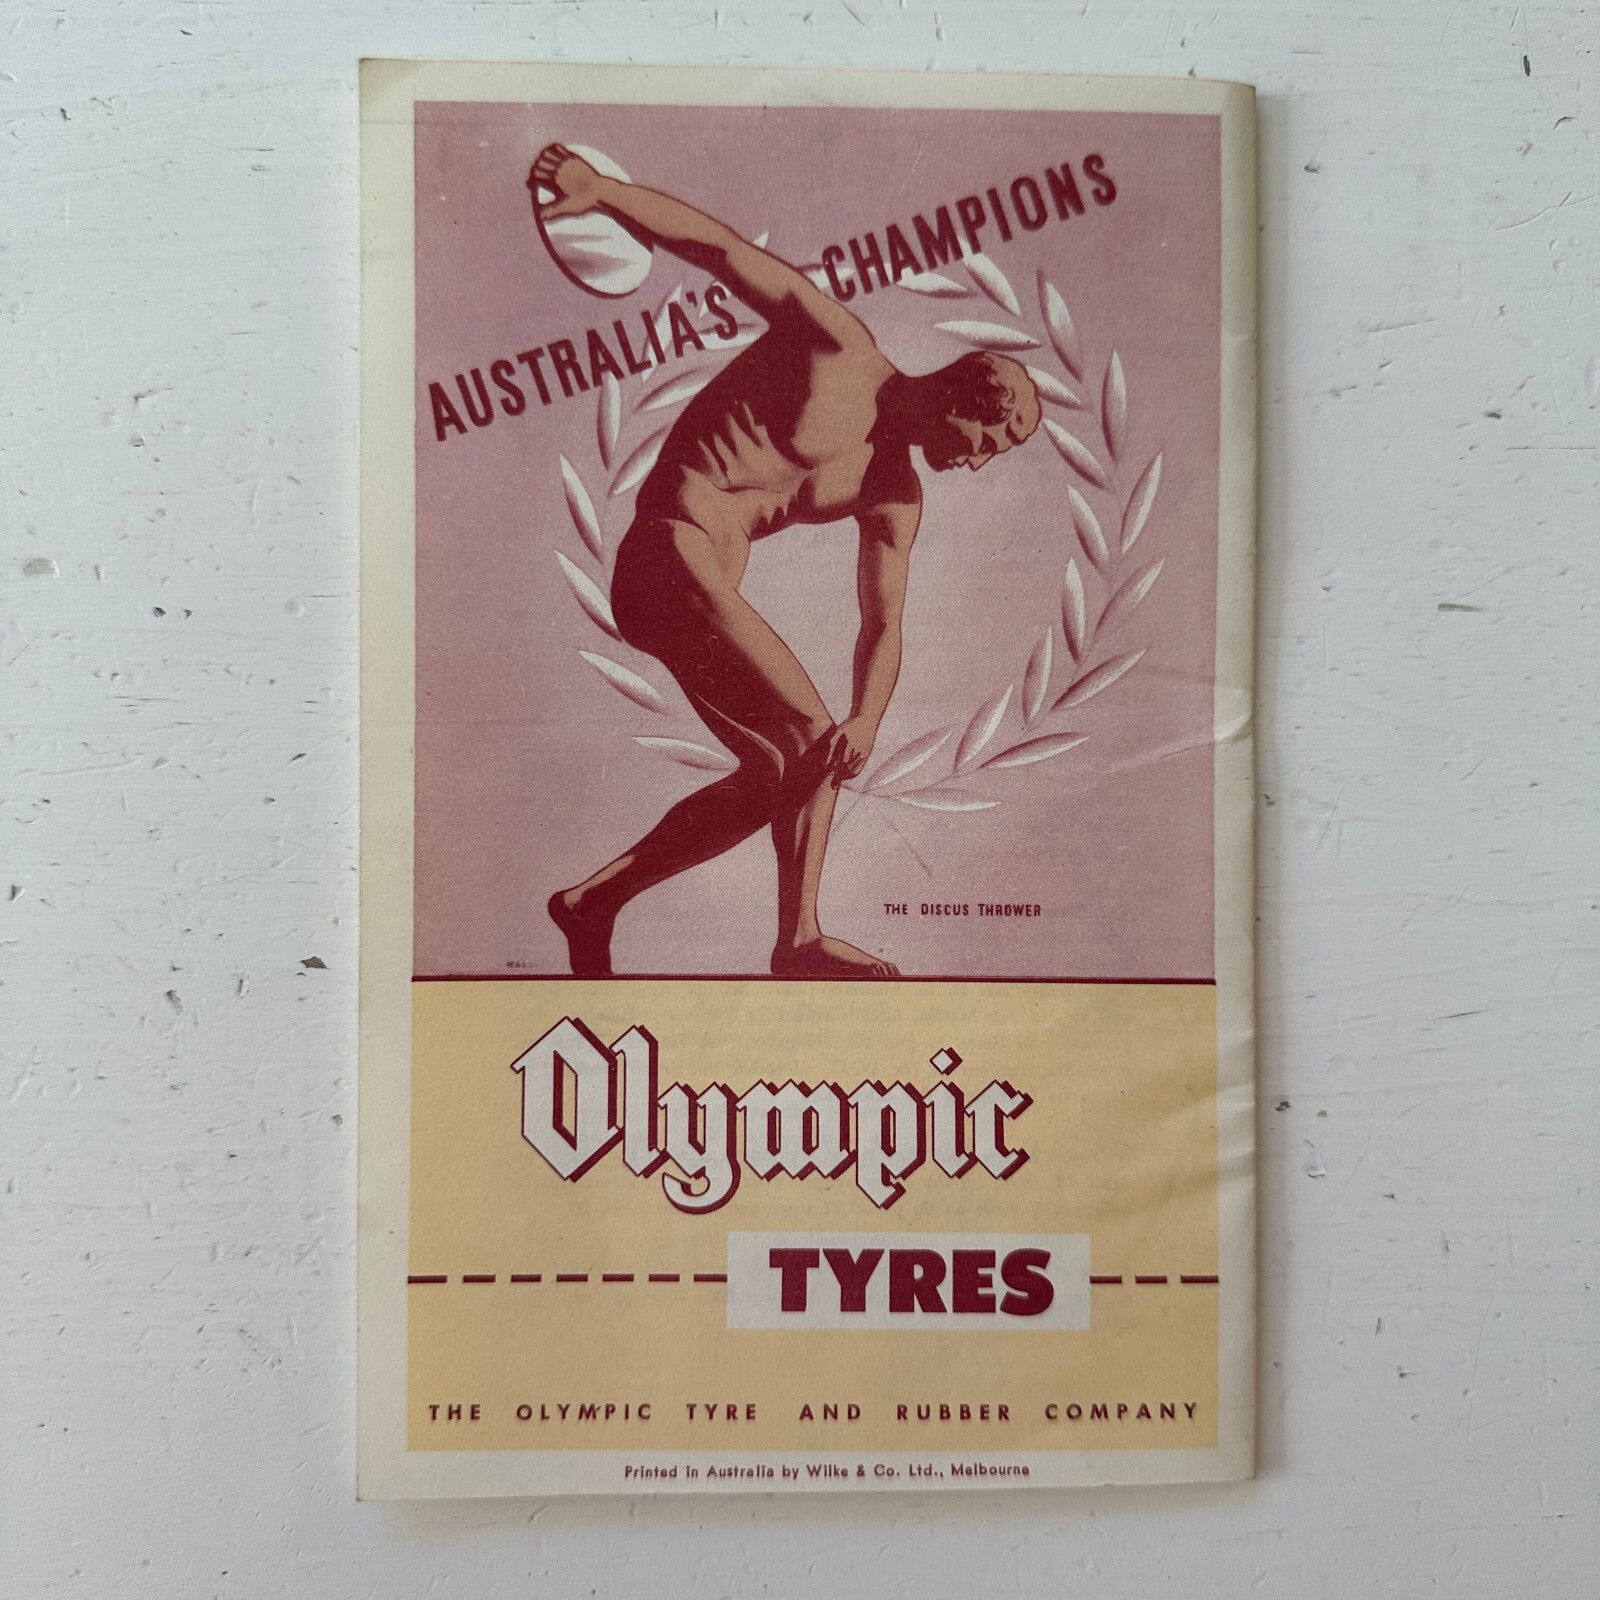 AUSTRALIA'S CHAMPIONS
THE DISCUS THROWER
Olympic
TYRES
THE OLYMPIC TYRE AND RUBBER COMPANY
Printed in Australia by Wilke & Co. Ltd., Melbourne